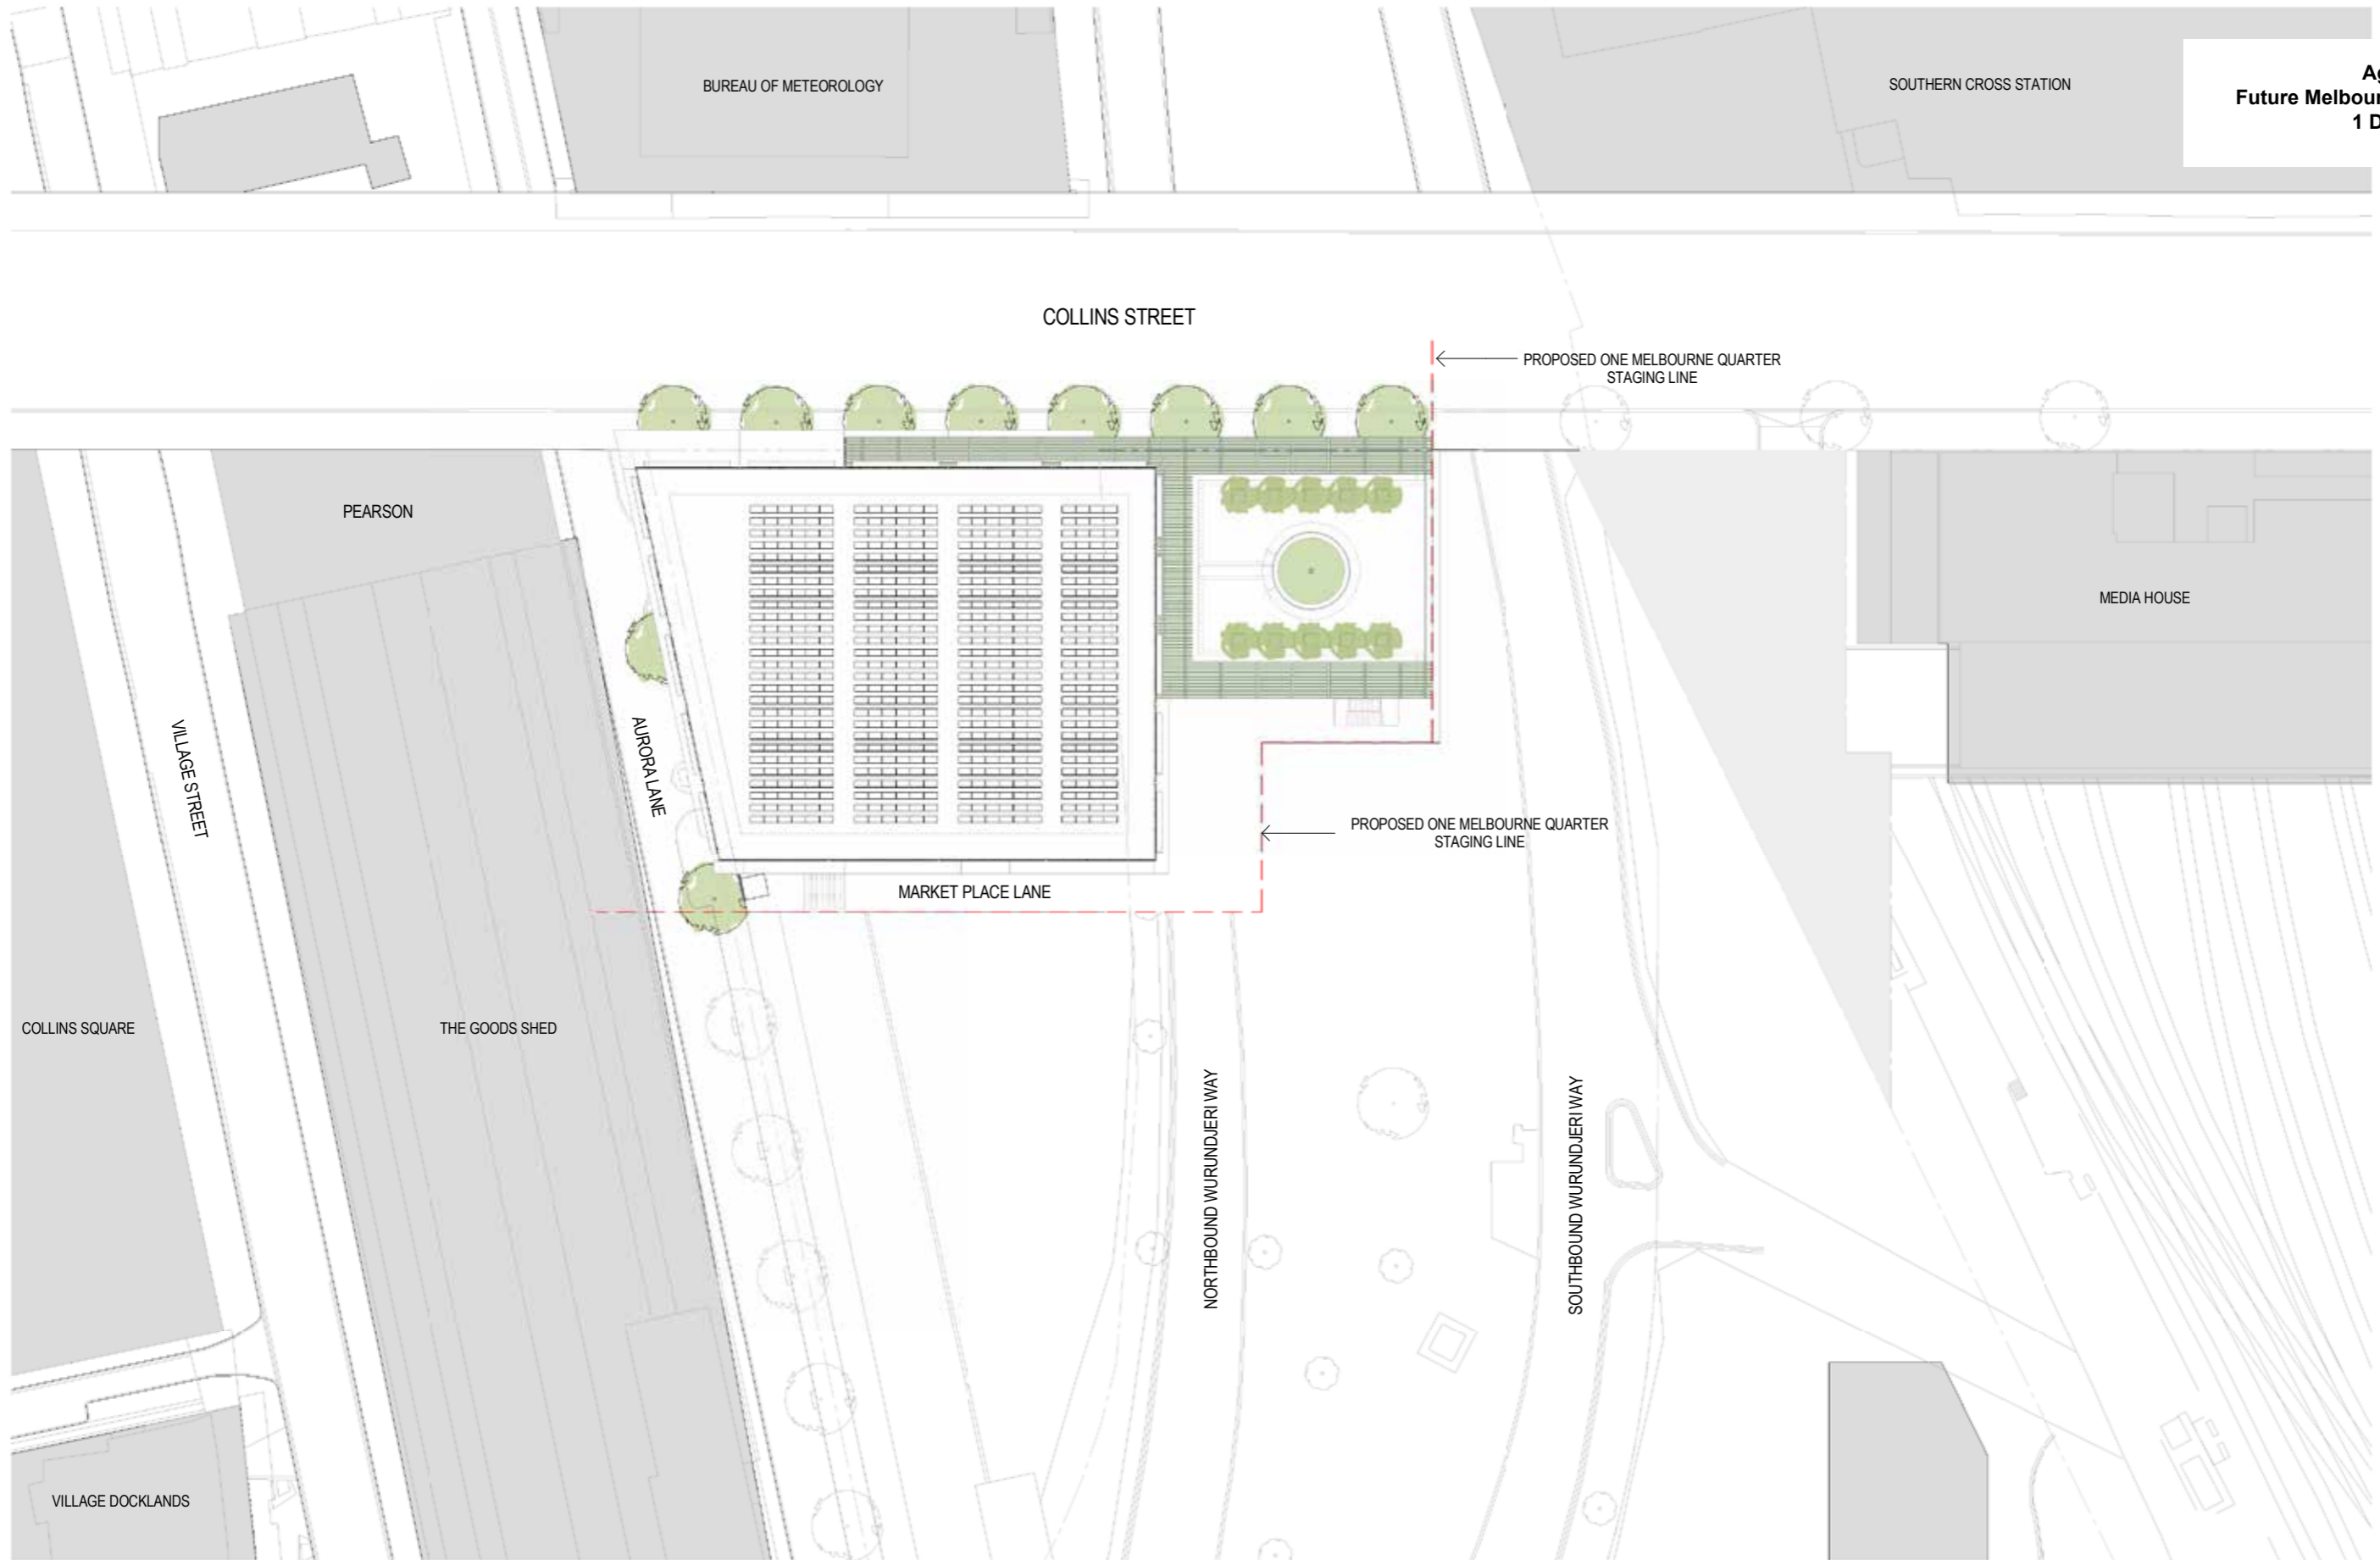 BUREAU OF METEOROLOGY
SOUTHERN CROSS STATION
Future
1
COLLINS STREET
PROPOSED ONE MELBOURNE QUARTER
STAGING LINE
PEARSON
MEDIA HOUSE
VILLAGE STREET
AURORA LANE
PROPOSED ONE MELBOURNE QUARTER
STAGING LINE
MARKET PLACE LANE
COLLINS SQUARE
THE GOODS SHED
NORTHBOUND WURUNDJERI WAY
SOUTHBOUND WURUNDJERI WAY
VILLAGE DOCKLANDS